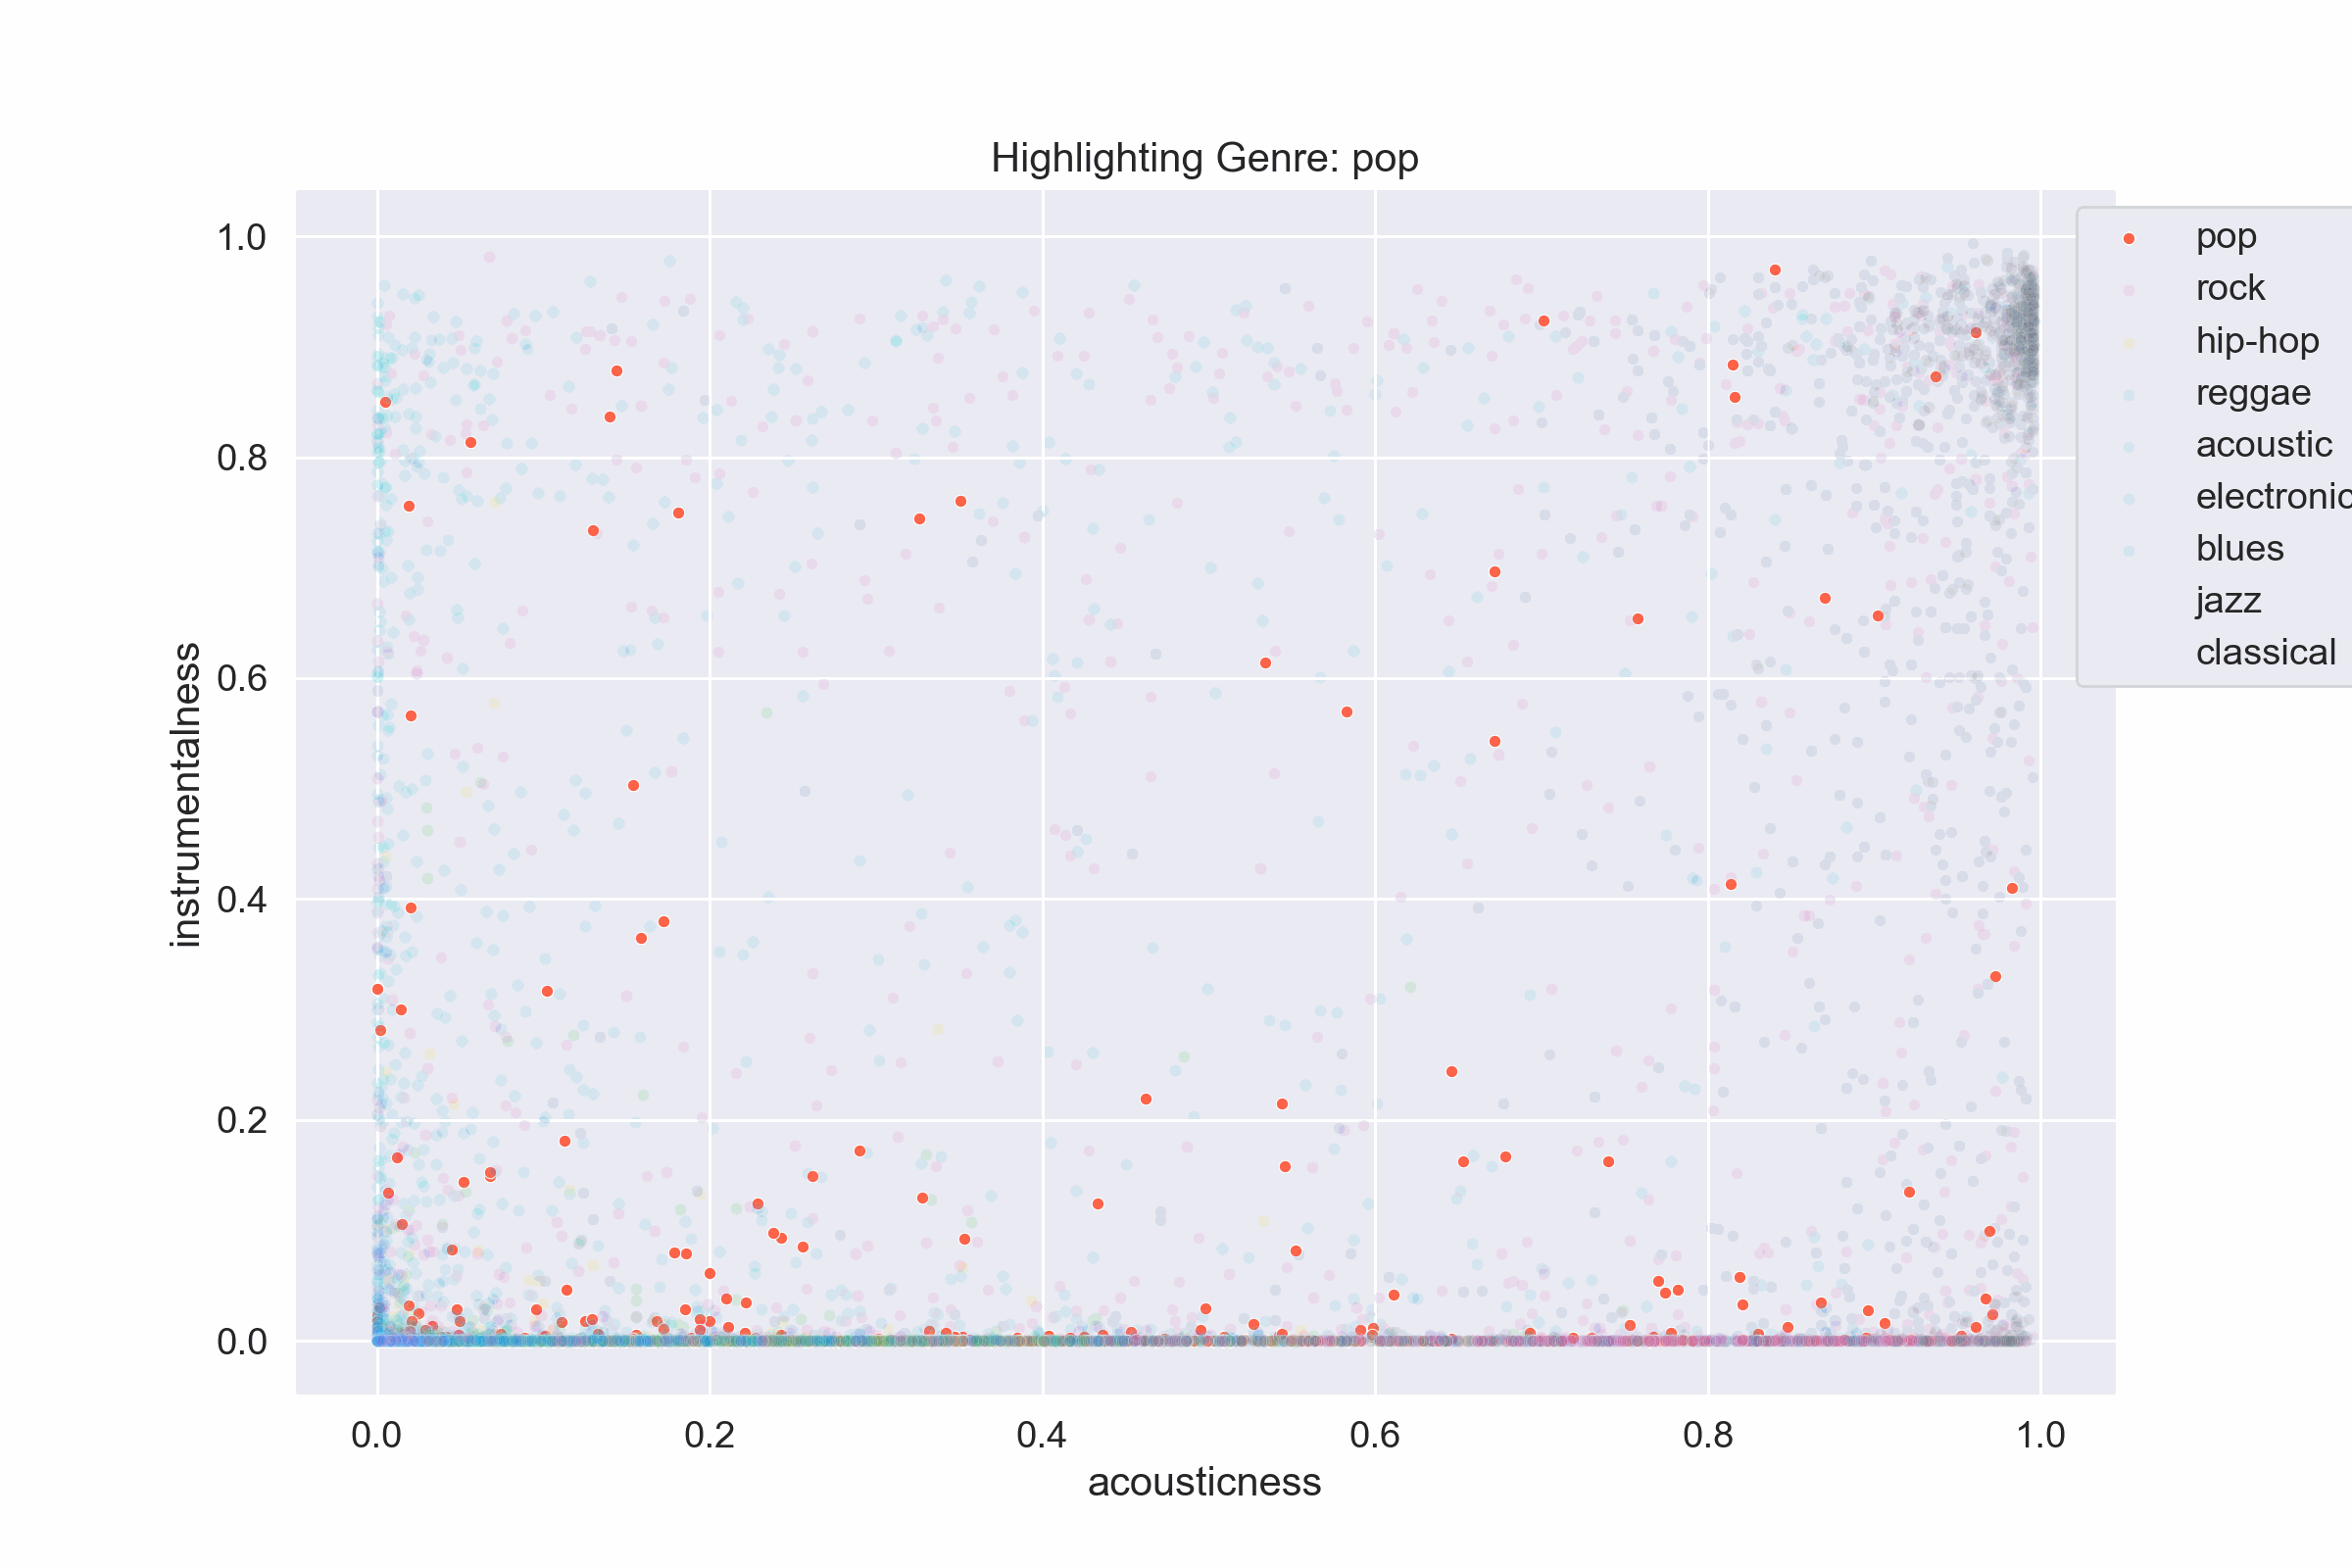 Highlighting Genre: pop
1.0
0.8
0.6
0.4
0.2
0.0
instrumentalness
0.0 0.2 0.4 0.6 0.8 1.0
acousticness
pop
rock
hip-hop
reggae
acoustic
electronic
blues
jazz
classical